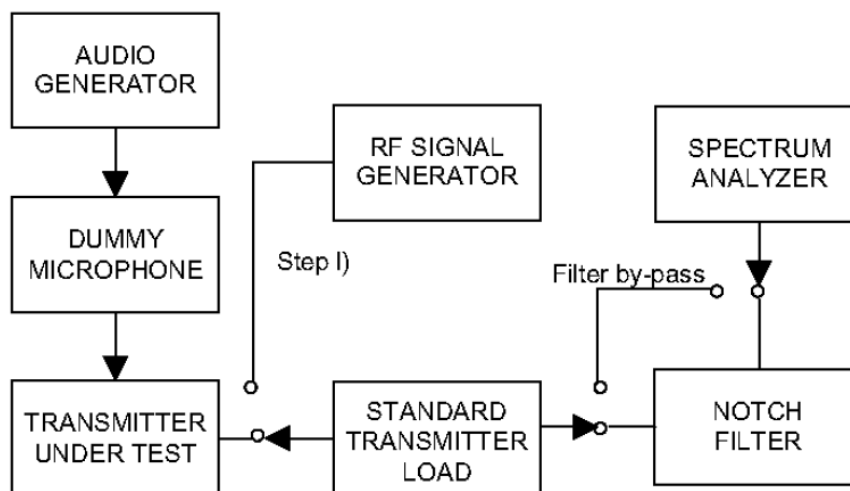 AUDIO
GENERATOR
RF SIGNAL
GENERATOR
SPECTRUM
ANALYZER
DUMMY
MICROPHONE
Step l)
Filter by-pass
TRANSMITTER
UNDER TEST
STANDARD
TRANSMITTER
LOAD
NOTCH
FILTER